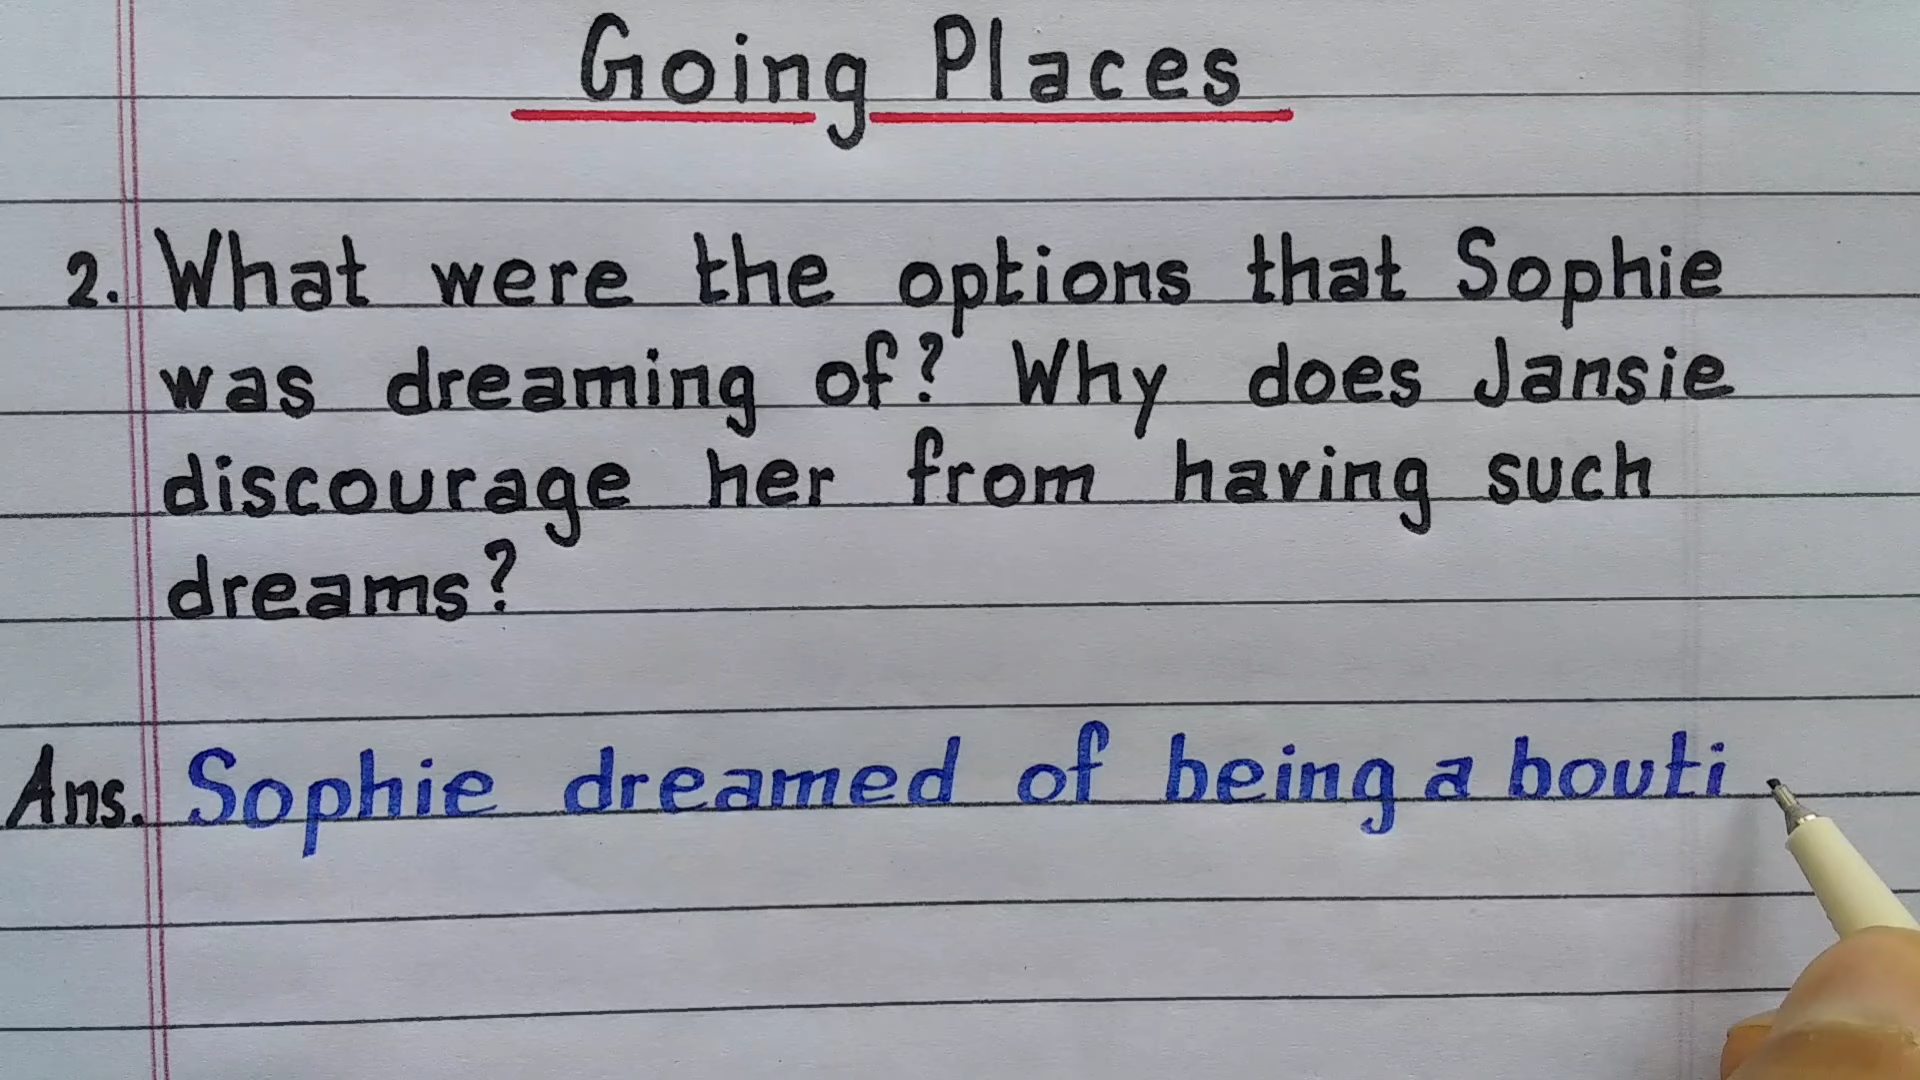 Going Places
2. What were the options that Sophie
was dreaming of? Why does Jansie
discourage her from having such
dreams?
Ans. Sophie dreamed of being a bouti